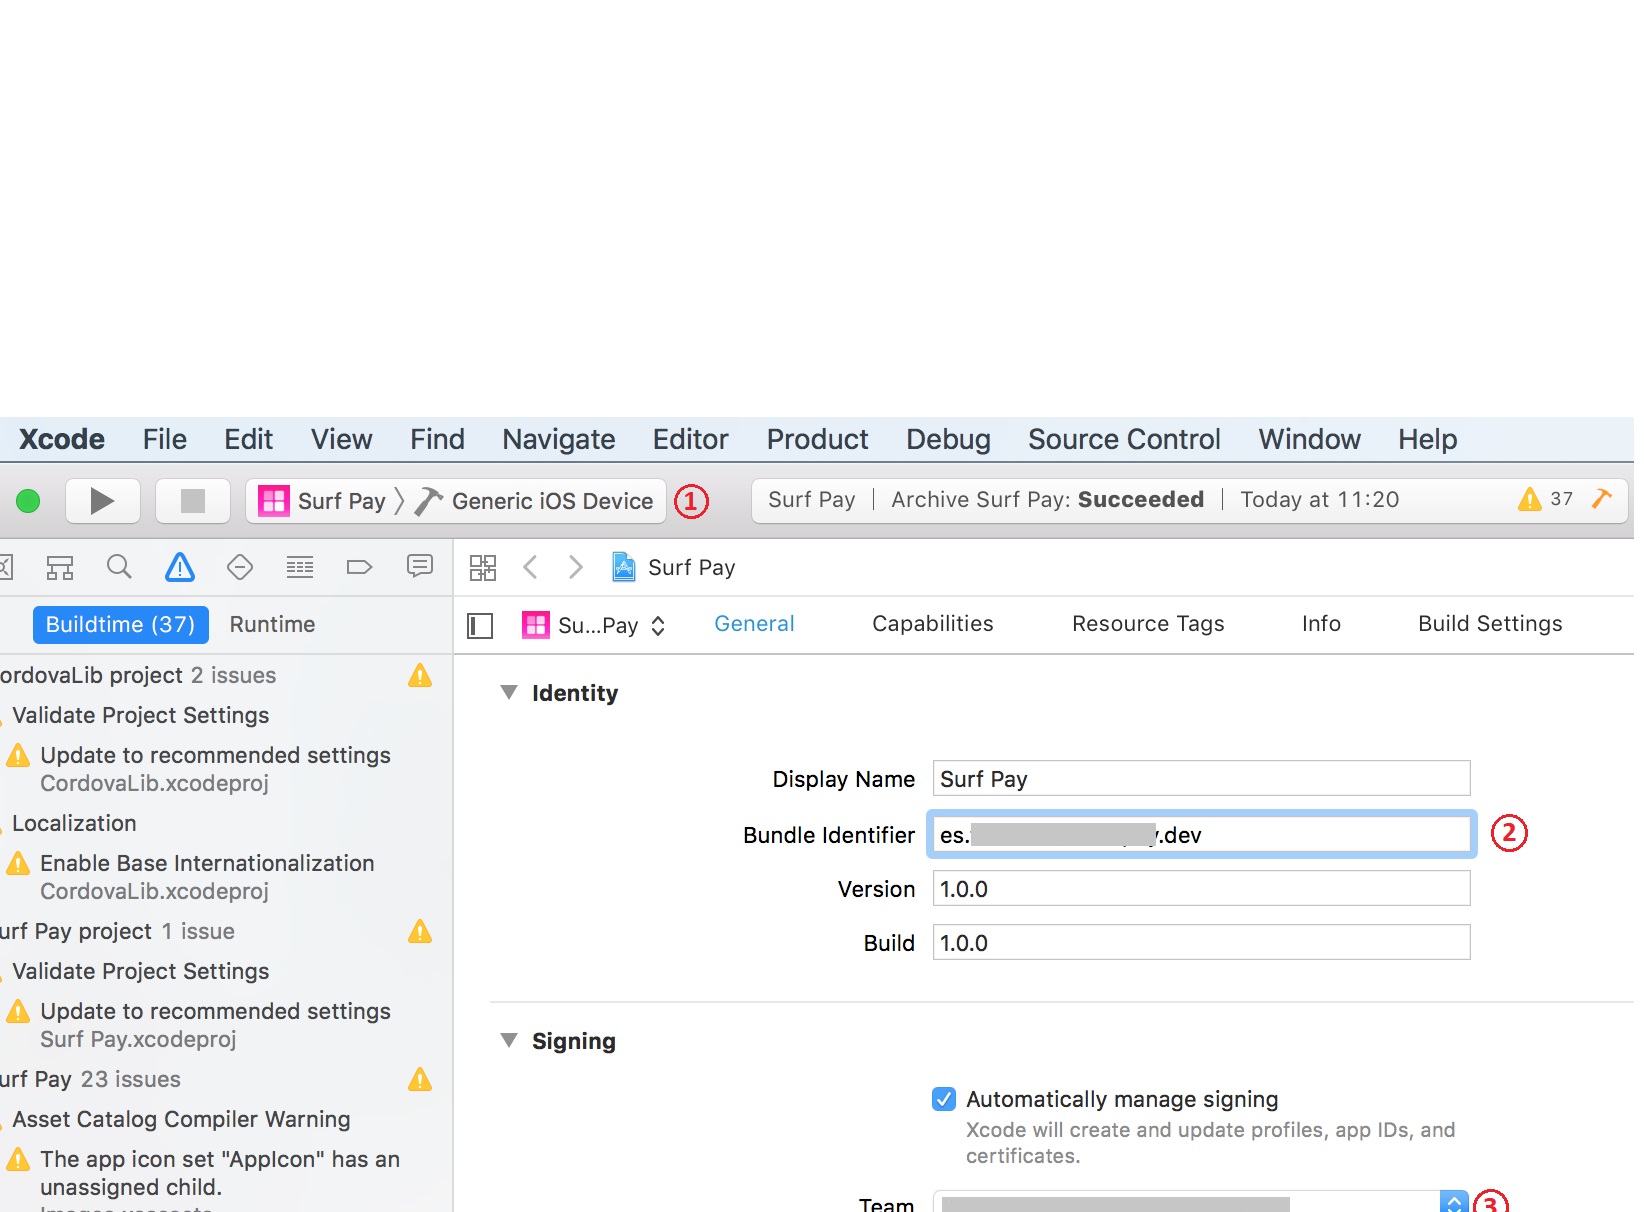 Xcode File Edit View Find Navigate Editor Product Debug Source Control Window Help
Surf Pay Generic iOS Device 1 Surf Pay Archive Surf Pay: Succeeded Today at 11:20 37
Surf Pay
Buildtime (37) Runtime
Su...Pay General Capabilities Resource Tags Info Build Settings
ordovaLib project 2 issues
Validate Project Settings
Update to recommended settings
CordovaLib.xcodeproj
Localization
Enable Base Internationalization
CordovaLib.xcodeproj
urf Pay project 1 issue
Validate Project Settings
Update to recommended settings
Surf Pay.xcodeproj
urf Pay 23 issues
Asset Catalog Compiler Warning
The app icon set "AppIcon" has an
unassigned child.
Identity
Display Name Surf Pay
Bundle Identifier es. .dev 2
Version 1.0.0
Build 1.0.0
Signing
Automatically manage signing
Xcode will create and update profiles, app IDs, and
certificates.
Team 3